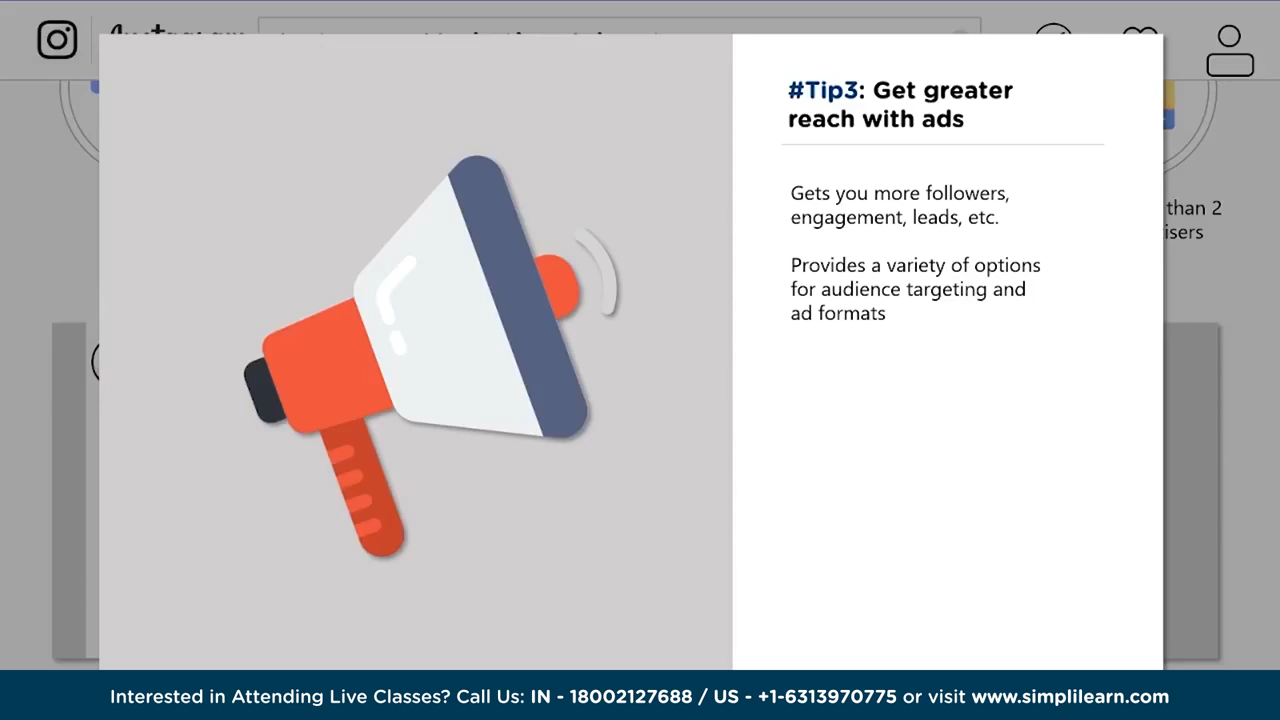 #Tip3: Get greater
reach with ads
Gets you more followers,
engagement, leads, etc.
Provides a variety of options
for audience targeting and
ad formats
than 2
isers
Interested in Attending Live Classes? Call Us: IN - 18002127688 / US - +1-6313970775 or visit www.simplilearn.com